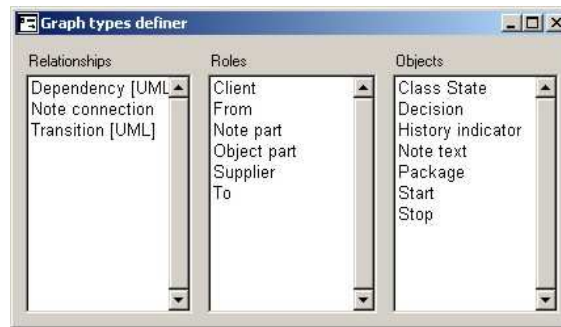 Graph types definer
Relationships
Dependency [UML
Note connection
Transition [UML]
Roles
Client
From
Note part
Object part
Supplier
To
Objects
Class State
Decision
History indicator
Note text
Package
Start
Stop